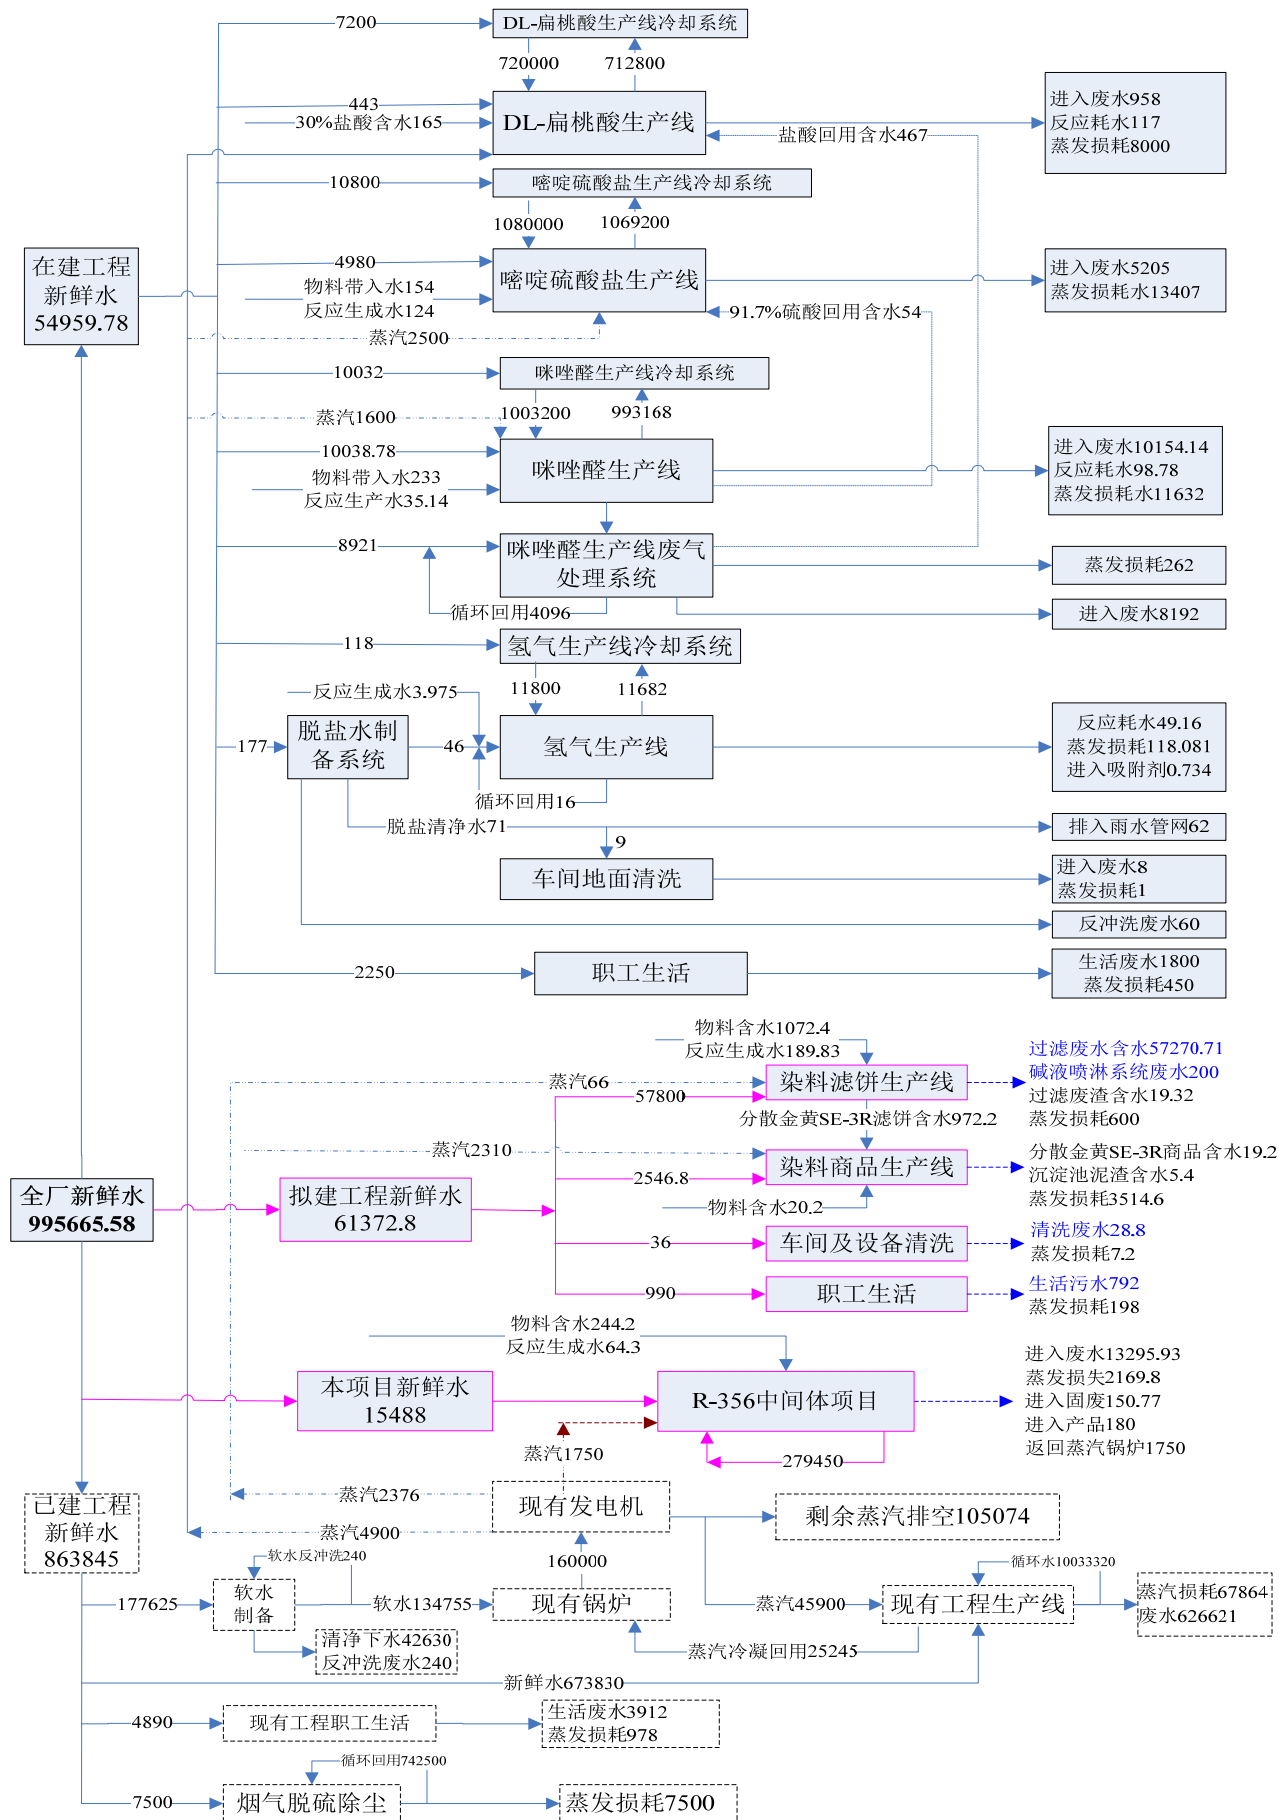 7200
DL-扁桃酸生产线冷却系统
720000
712800
443
30%盐酸含水165
DL-扁桃酸生产线
盐酸回用含水467
进入废水958
反应耗水117
蒸发损耗8000
10800
嘧啶硫酸盐生产线冷却系统
1080000
1069200
在建工程
新鲜水
54959.78
4980
物料带入水154
反应生成水124
嘧啶硫酸盐生产线
91.7%硫酸回用含水54
进入废水5205
蒸发损耗水13407
蒸汽2500
10032
咪唑醛生产线冷却系统
蒸汽1600
1003200
993168
10038.78
物料带入水233
反应生产水35.14
咪唑醛生产线
进入废水10154.14
反应耗水98.78
蒸发损耗水11632
8921
咪唑醛生产线废气
处理系统
蒸发损耗262
循环回用4096
进入废水8192
118
氢气生产线冷却系统
11800
11682
反应生成水3.975
177
脱盐水制
备系统
46
氢气生产线
反应耗水49.16
蒸发损耗118.081
进入吸附剂0.734
循环回用16
脱盐清净水71
排入雨水管网62
9
车间地面清洗
进入废水8
蒸发损耗1
反冲洗废水60
2250
职工生活
生活废水1800
蒸发损耗450
物料含水1072.4
反应生成水189.83
蒸汽66
57800
染料滤饼生产线
过滤废水含水57270.71
碱液喷淋系统废水200
过滤废渣含水19.32
蒸发损耗600
分散金黄SE-3R滤饼含水972.2
蒸汽2310
2546.8
染料商品生产线
物料含水20.2
分散金黄SE-3R商品含水19.2
沉淀池泥渣含水5.4
蒸发损耗3514.6
全厂新鲜水
995665.58
拟建工程新鲜水
61372.8
36
车间及设备清洗
清洗废水28.8
蒸发损耗7.2
990
职工生活
生活污水792
蒸发损耗198
物料含水244.2
反应生成水64.3
本项目新鲜水
15488
R-356中间体项目
进入废水13295.93
蒸发损失2169.8
进入固废150.77
进入产品180
返回蒸汽锅炉1750
蒸汽1750
279450
已建工程
新鲜水
863845
蒸汽2376
蒸汽4900
现有发电机
剩余蒸汽排空105074
160000
软水反冲洗240
177625
软水
制备
软水134755
现有锅炉
蒸汽45900
循环水10033320
现有工程生产线
蒸汽损耗67864
废水626621
清净下水42630
反冲洗废水240
蒸汽冷凝回用25245
新鲜水673830
4890
现有工程职工生活
生活废水3912
蒸发损耗978
循环回用742500
7500
烟气脱硫除尘
蒸发损耗7500